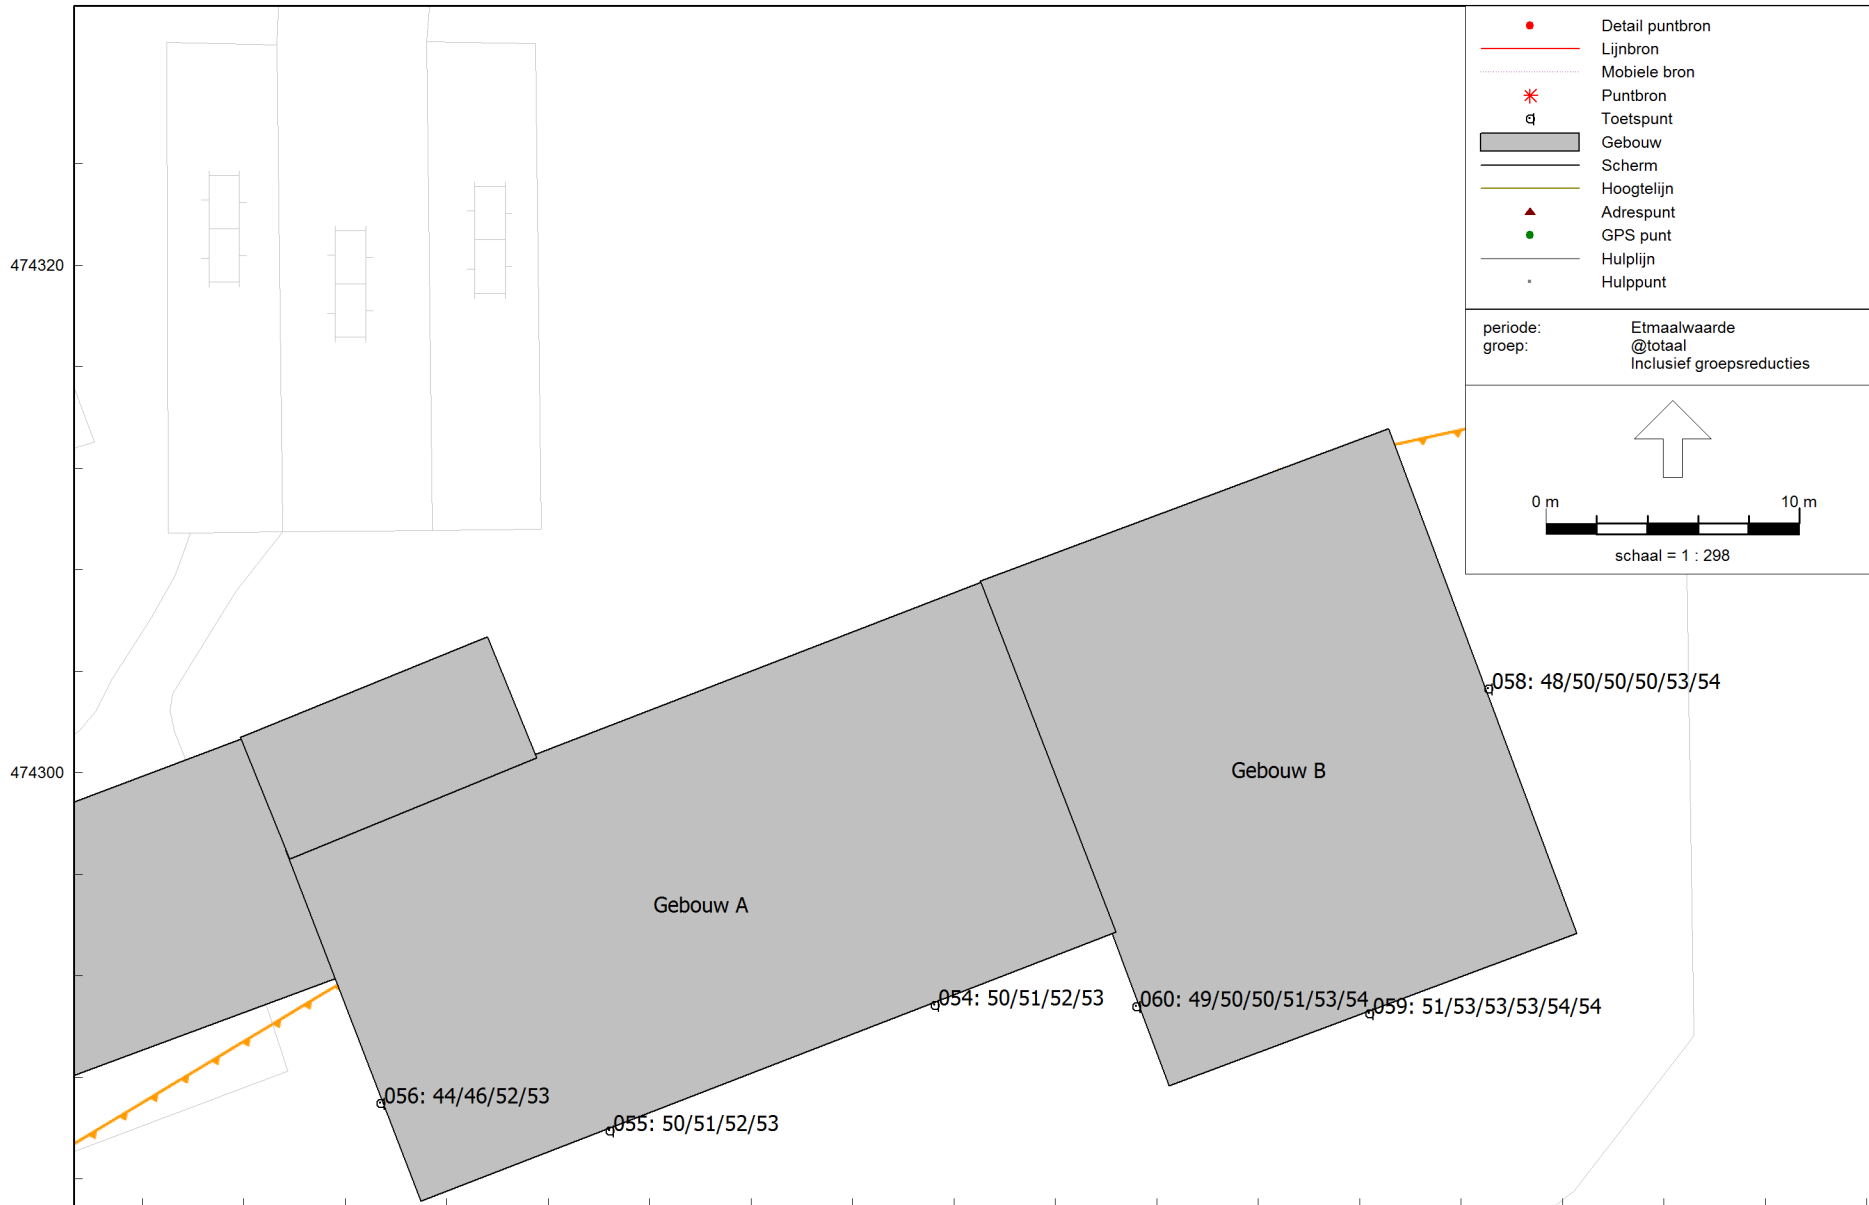 Detail puntbron
Lijnbron
Mobiele bron
Puntbron
Toetspunt
Gebouw
Scherm
Hoogtelijn
Adrespunt
GPS punt
Hulplijn
Hulppunt
periode: Etmaalwaarde
groep: @totaal
Inclusief groepsreducties
0 m 10 m
schaal = 1 : 298
474320
474300
058: 48/50/50/50/53/54
Gebouw B
Gebouw A
054: 50/51/52/53
060: 49/50/50/51/53/54
059: 51/53/53/53/54/54
056: 44/46/52/53
055: 50/51/52/53